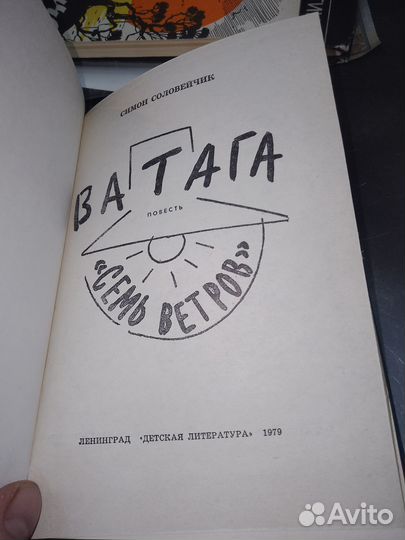 СИМОН СОЛОВЕЙЧИК
ВАТАГА
ПОВЕСТЬ
«СЕМЬ ВЕТРОВ»
ЛЕНИНГРАД «ДЕТСКАЯ ЛИТЕРАТУРА» 1979
Avito